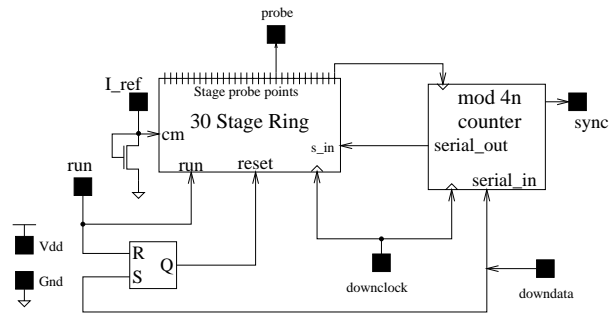 probe
I_ref
Stage probe points
30 Stage Ring
cm
s_in
run
reset
mod 4n
counter
serial_out
serial_in
sync
run
Vdd
Gnd
R
S
Q
downclock
downdata